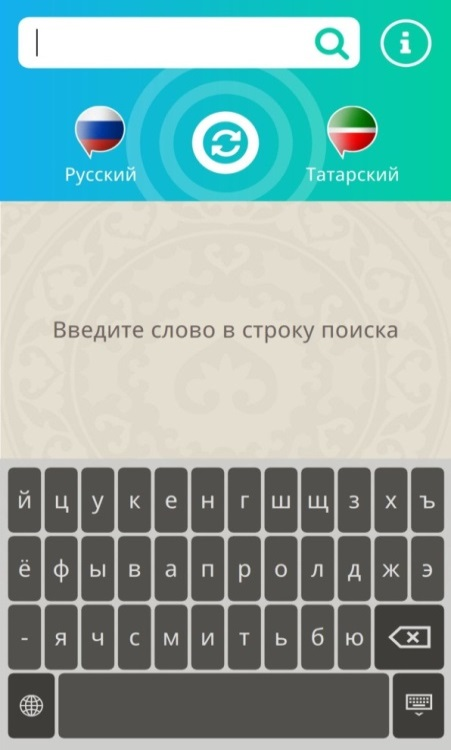 Русский
Татарский
Введите слово в строку поиска
й ц у к е н г ш щ з х ъ
ё ф ы в а п р о л д ж э
- я ч с м и т ь б ю